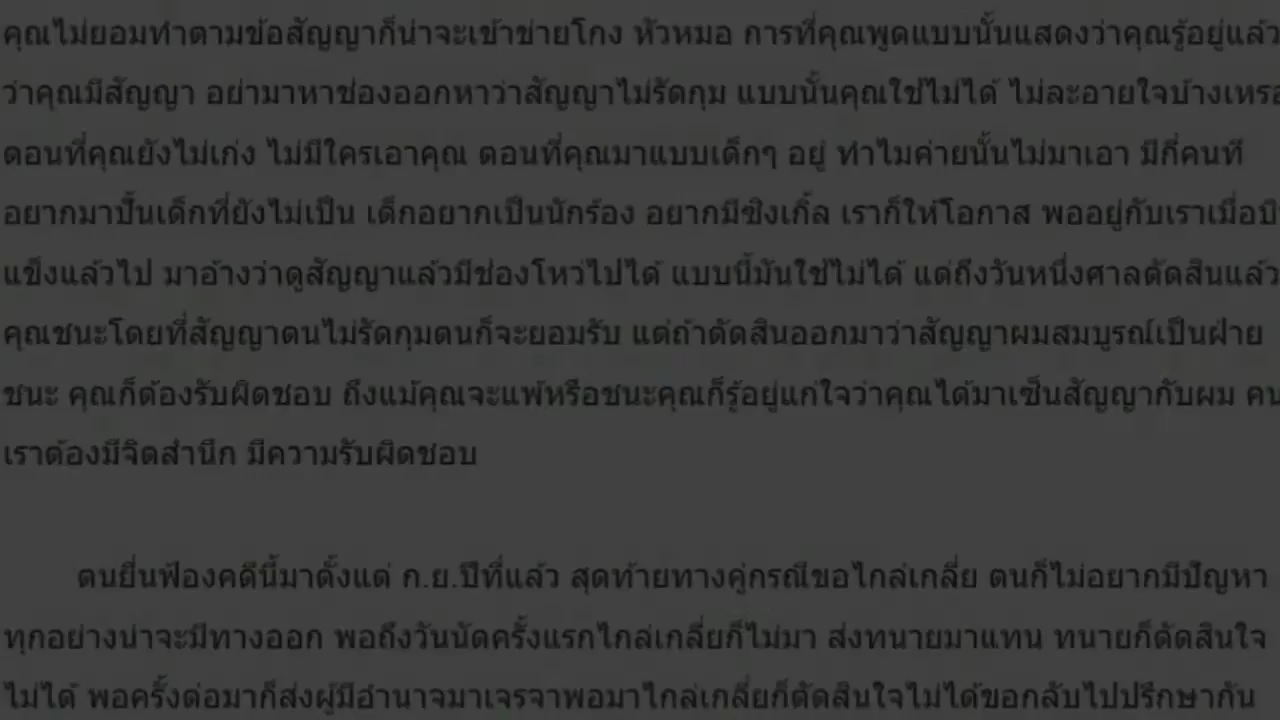 คุณไม่ยอมทำตามข้อสัญญาก็น่าจะเข้าข่ายโกง หัวหมอ การที่คุณพูดแบบนั้นแสดงว่าคุณรู้อยู่แล้ว
ว่าคุณมีสัญญา อย่ามาหาช่องออกหาว่าสัญญาไม่รัดกุม แบบนั้นคุณใช้ไม่ได้ ไม่ละอายใจบ้างเหรอ
ตอนที่คุณยังไม่เก่ง ไม่มีใครเอาคุณ ตอนที่คุณมาแบบเด็กๆ อยู่ ทำไมค่ายนั้นไม่มาเอา มีกี่คนที่
อยากมาปั้นเด็กที่ยังไม่เป็น เด็กอยากเป็นนักร้อง อยากมีซิงเกิ้ล เราก็ให้โอกาส พออยู่กับเราเมื่อปี
แข็งแล้วไป มาอ้างว่าดูสัญญาแล้วมีช่องโหว่ไปได้ แบบนี้มันใช้ไม่ได้ แต่ถึงวันหนึ่งศาลตัดสินแล้ว
คุณชนะโดยที่สัญญาตนไม่รัดกุมตนก็จะยอมรับ แต่ถ้าตัดสินออกมาว่าสัญญาผมสมบูรณ์เป็นฝ่าย
ชนะ คุณก็ต้องรับผิดชอบ ถึงแม้คุณจะแพ้หรือชนะคุณก็รู้อยู่แก่ใจว่าคุณได้มาเซ็นสัญญากับผม คน
เราต้องมีจิตสำนึก มีความรับผิดชอบ
ตนยื่นฟ้องคดีนี้มาตั้งแต่ ก.ย.ปีที่แล้ว สุดท้ายทางคู่กรณีขอไกล่เกลี่ย ตนก็ไม่อยากมีปัญหา
ทุกอย่างน่าจะมีทางออก พอถึงวันนัดครั้งแรกไกล่เกลี่ยก็ไม่มา ส่งทนายมาแทน ทนายก็ตัดสินใจ
ไม่ได้ พอครั้งต่อมาก็ส่งผู้มีอำนาจมาเจรจาพอมาไกล่เกลี่ยก็ตัดสินใจไม่ได้ขอกลับไปปรึกษากัน